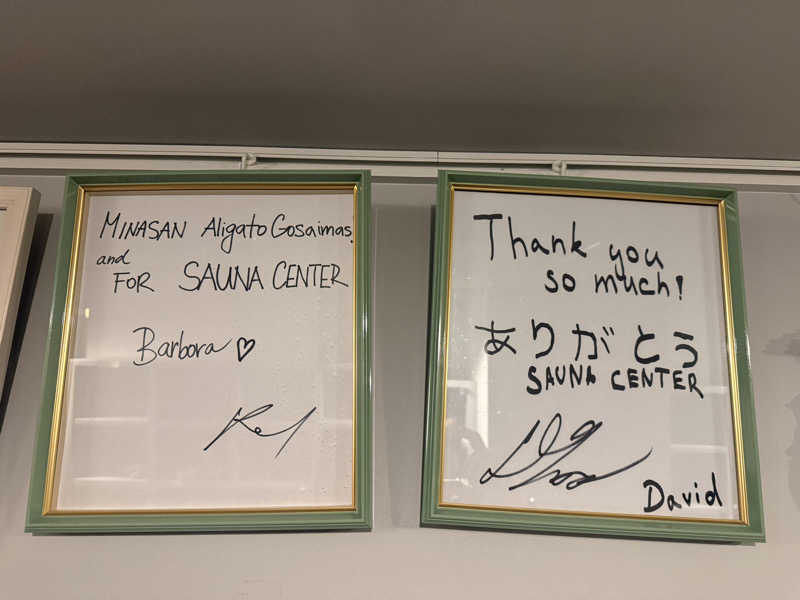 MINASAN Aligato Gosaimas!
and
FOR SAUNA CENTER
Barbora ♡
Thank you
so much!
ありがとう
SAUNA CENTER
David